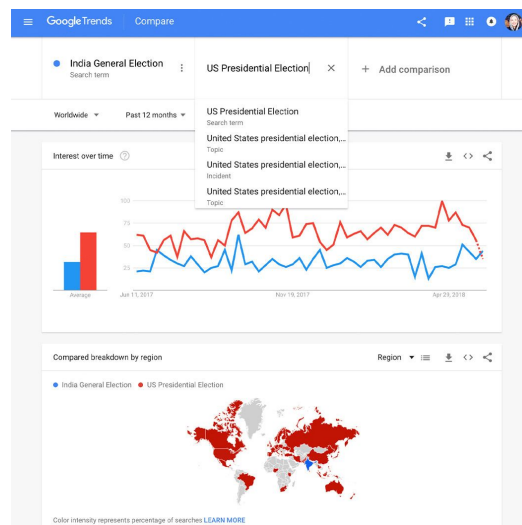 Google Trends Compare
India General Election
Search term
US Presidential Election
+ Add comparison
US Presidential Election
Search term
United States presidential election,...
Topic
United States presidential election,...
Incident
United States presidential election,...
Topic
Worldwide Past 12 months
Interest over time
100
75
50
25
Average
Jun 11, 2017
Nov 19, 2017
Apr 29, 2018
Compared breakdown by region
Region
India General Election US Presidential Election
Color intensity represents percentage of searches LEARN MORE